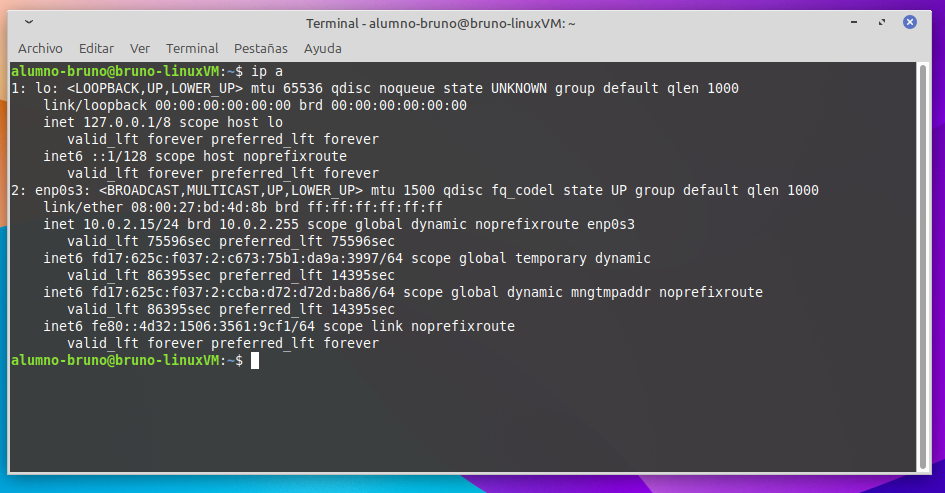 Terminal - alumno-bruno@bruno-linuxVM: ~
Archivo Editar Ver Terminal Pestañas Ayuda
alumno-bruno@bruno-linuxVM:~$ ip a
1: lo: <LOOPBACK,UP,LOWER_UP> mtu 65536 qdisc noqueue state UNKNOWN group default qlen 1000
    link/loopback 00:00:00:00:00:00 brd 00:00:00:00:00:00
    inet 127.0.0.1/8 scope host lo
       valid_lft forever preferred_lft forever
    inet6 ::1/128 scope host noprefixroute
       valid_lft forever preferred_lft forever
2: enp0s3: <BROADCAST,MULTICAST,UP,LOWER_UP> mtu 1500 qdisc fq_codel state UP group default qlen 1000
    link/ether 08:00:27:bd:4d:8b brd ff:ff:ff:ff:ff:ff
    inet 10.0.2.15/24 brd 10.0.2.255 scope global dynamic noprefixroute enp0s3
       valid_lft 75596sec preferred_lft 75596sec
    inet6 fd17:625c:f037:2:c673:75b1:da9a:3997/64 scope global temporary dynamic
       valid_lft 86395sec preferred_lft 14395sec
    inet6 fd17:625c:f037:2:ccba:d72:d72d:ba86/64 scope global dynamic mngtmpaddr noprefixroute
       valid_lft 86395sec preferred_lft 14395sec
    inet6 fe80::4d32:1506:3561:9cf1/64 scope link noprefixroute
       valid_lft forever preferred_lft forever
alumno-bruno@bruno-linuxVM:~$